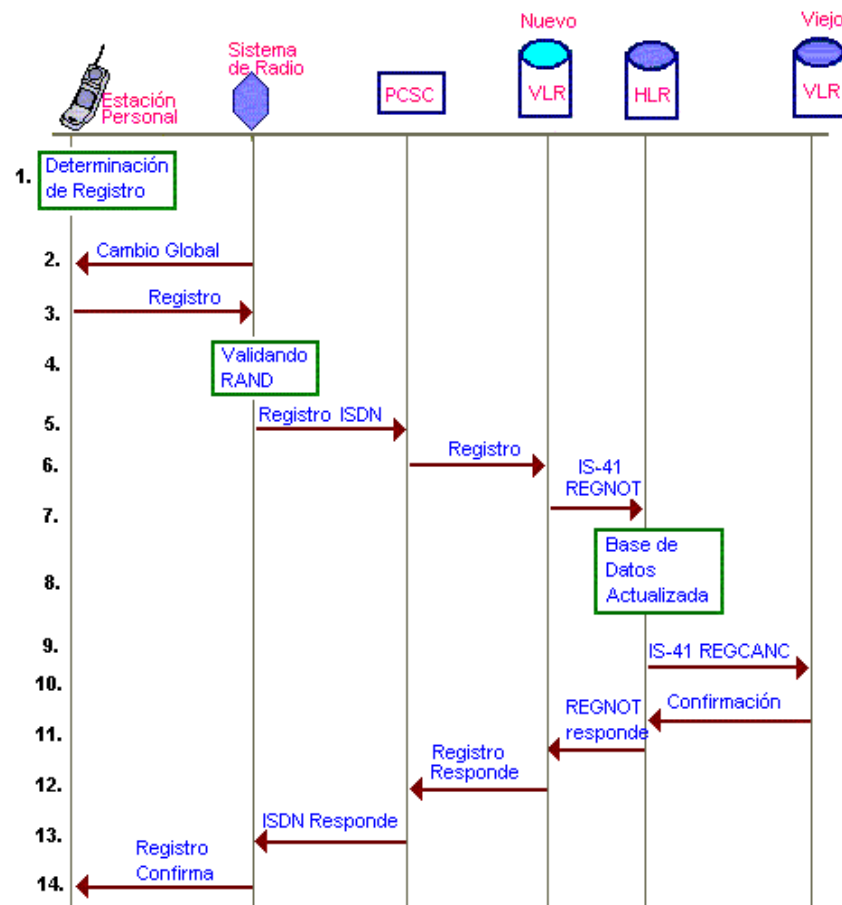 Nuevo
Viejo
Sistema
de Radio
Estación
Personal
PCSC
VLR
HLR
VLR
1.
Determinación
de Registro
2.
Cambio Global
3.
Registro
4.
Validando
RAND
5.
Registro ISDN
6.
Registro
IS-41
REGNOT
7.
Base de
Datos
Actualizada
8.
9.
IS-41 REGCANC
10.
Confirmación
11.
REGNOT
responde
12.
Registro
Responde
13.
ISDN Responde
14.
Registro
Confirma